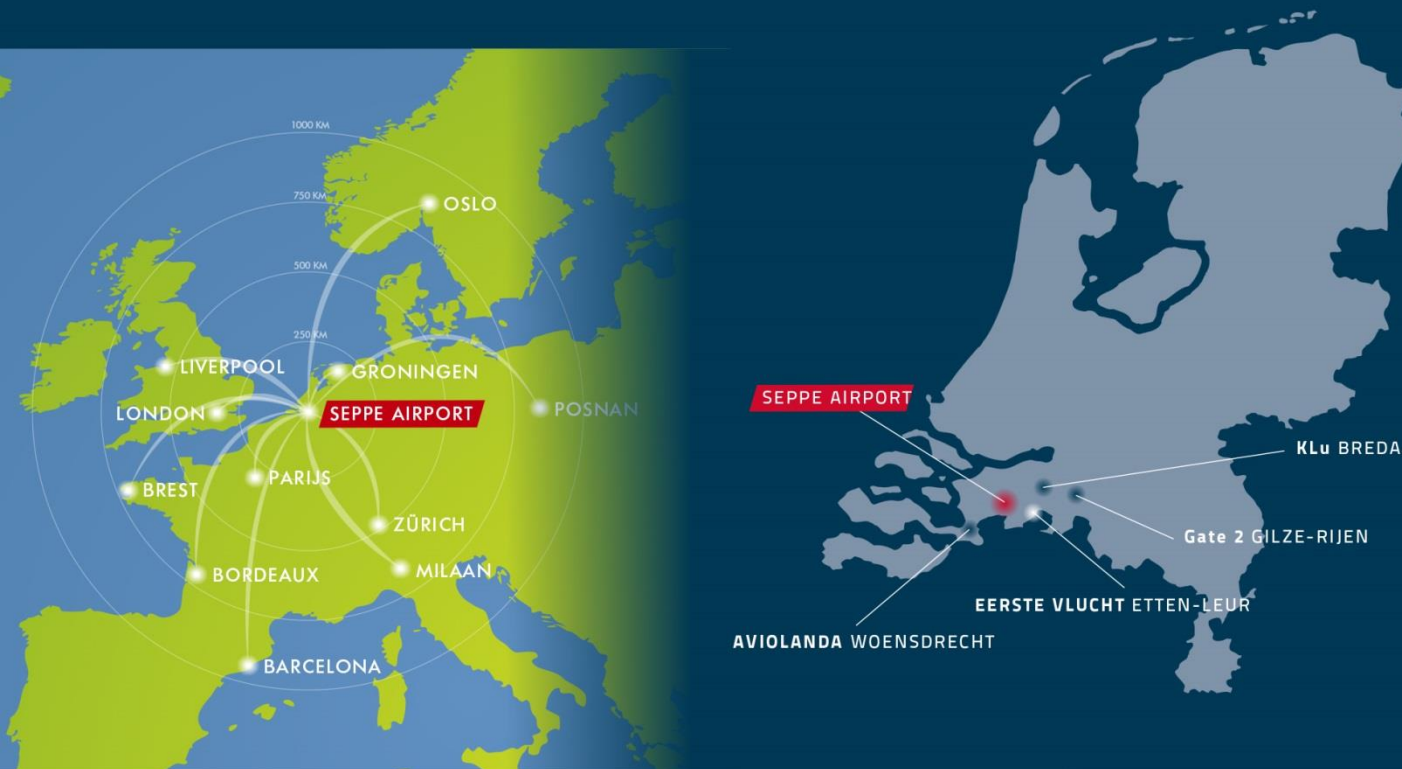 1000 KM
750 KM
OSLO
500 KM
250 KM
LIVERPOOL
GRONINGEN
LONDON
SEPPE AIRPORT
POSNAN
PARIJS
BREST
ZÜRICH
MILAAN
BORDEAUX
BARCELONA
SEPPE AIRPORT
KLu BREDA
Gate 2 GILZE-RIJEN
EERSTE VLUCHT ETTEN-LEUR
AVIOLANDA WOENSDRECHT